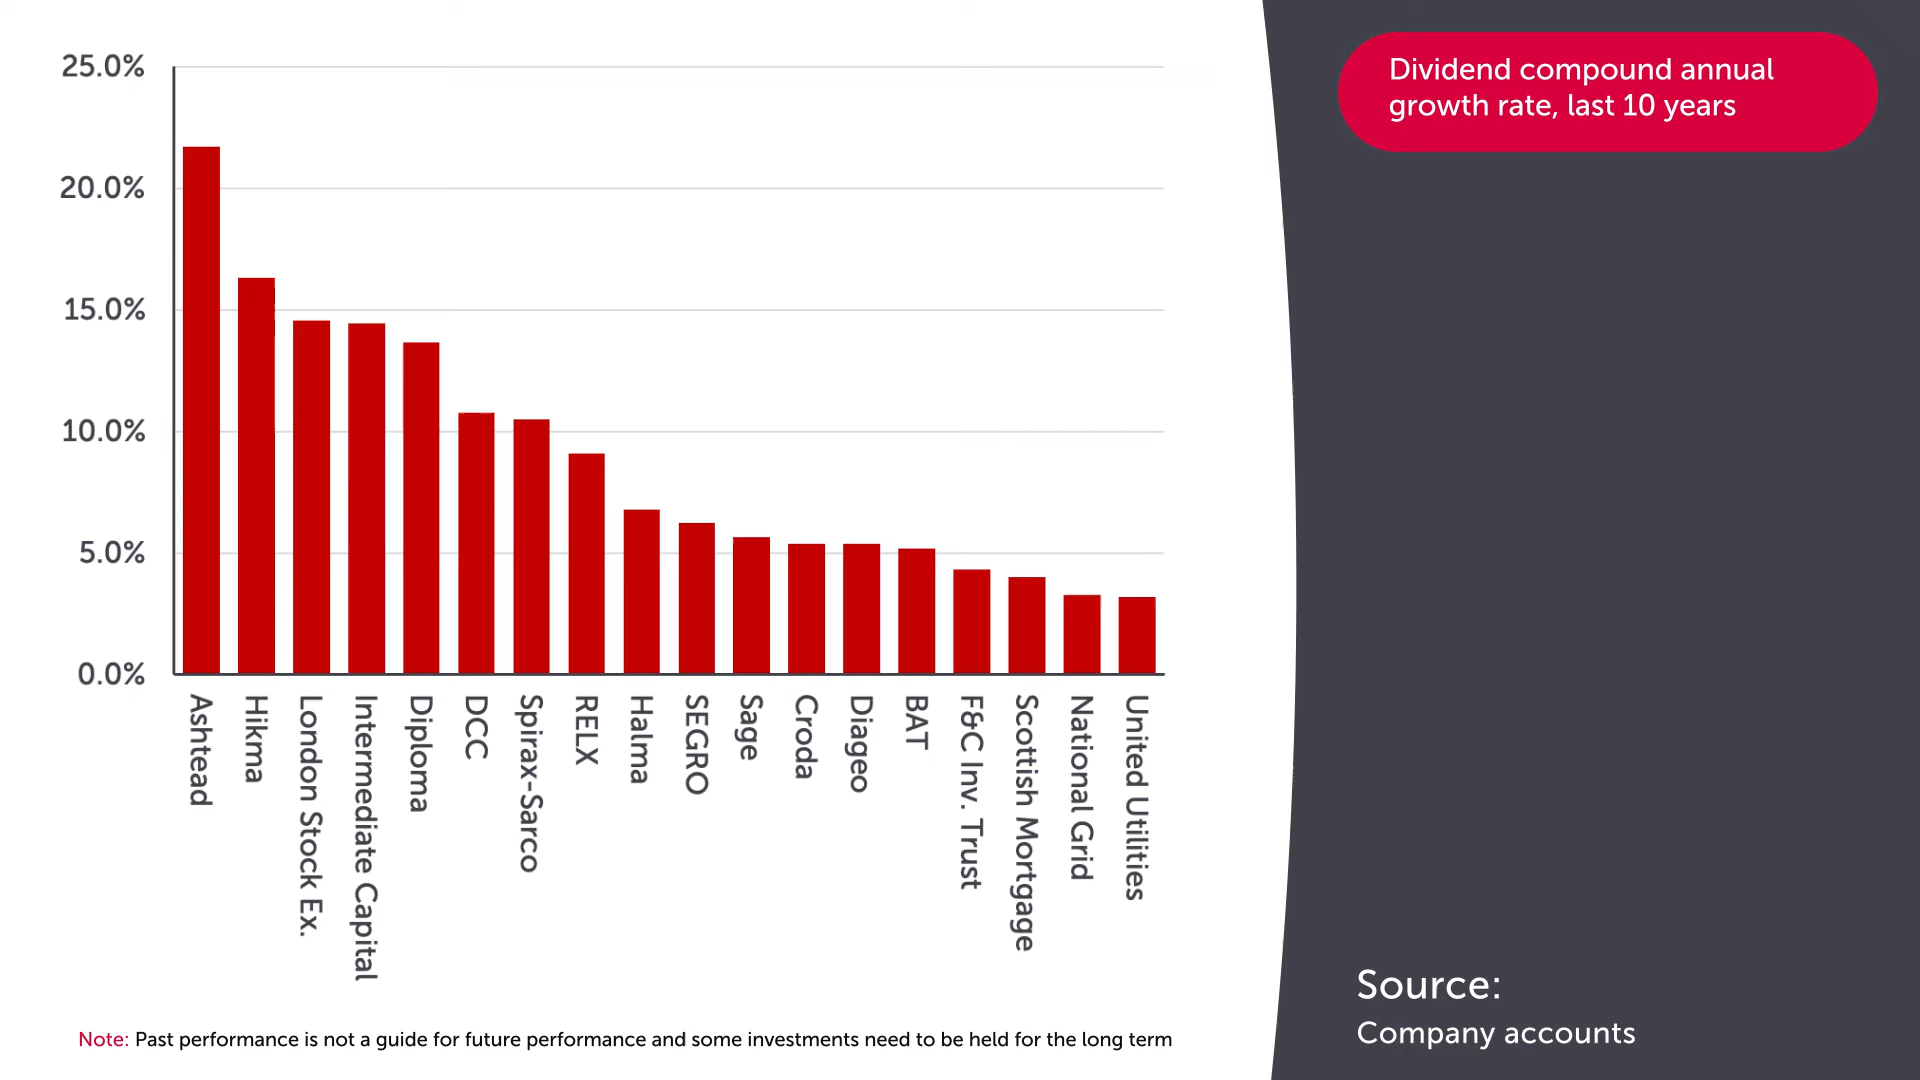 25.0%
20.0%
15.0%
10.0%
5.0%
0.0%
Ashtead
Hikma
London Stock Ex.
Intermediate Capital
Diploma
DCC
Spirax-Sarco
RELX
Halma
SEGRO
Sage
Croda
Diageo
BAT
F&C Inv. Trust
Scottish Mortgage
National Grid
United Utilities
Note: Past performance is not a guide for future performance and some investments need to be held for the long term
Dividend compound annual
growth rate, last 10 years
Source:
Company accounts